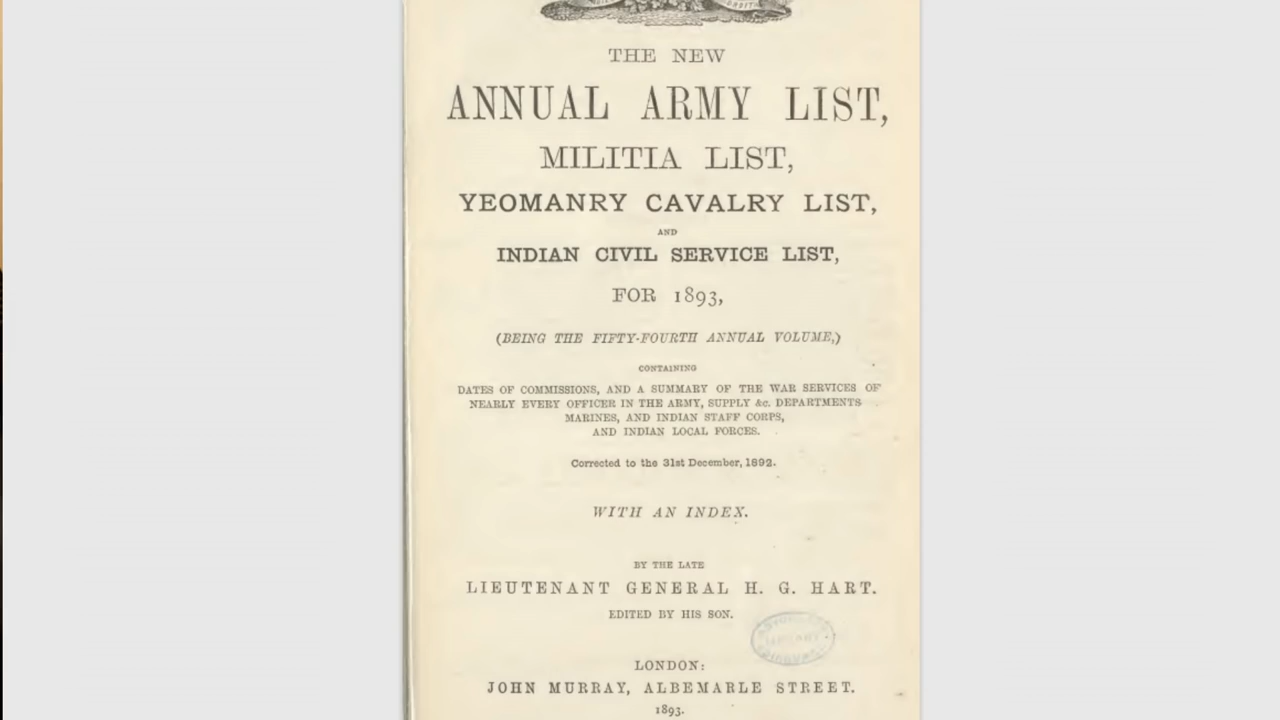 THE NEW
ANNUAL ARMY LIST,
MILITIA LIST,
YEOMANRY CAVALRY LIST,
AND
INDIAN CIVIL SERVICE LIST,
FOR 1893,
(BEING THE FIFTY-FOURTH ANNUAL VOLUME,)
CONTAINING
DATES OF COMMISSIONS, AND A SUMMARY OF THE WAR SERVICES OF
NEARLY EVERY OFFICER IN THE ARMY, SUPPLY &c. DEPARTMENTS
MARINES, AND INDIAN STAFF CORPS,
AND INDIAN LOCAL FORCES.
Corrected to the 31st December, 1892.
WITH AN INDEX.
BY THE LATE
LIEUTENANT GENERAL H. G. HART.
EDITED BY HIS SON.
LONDON:
JOHN MURRAY, ALBEMARLE STREET.
1893.